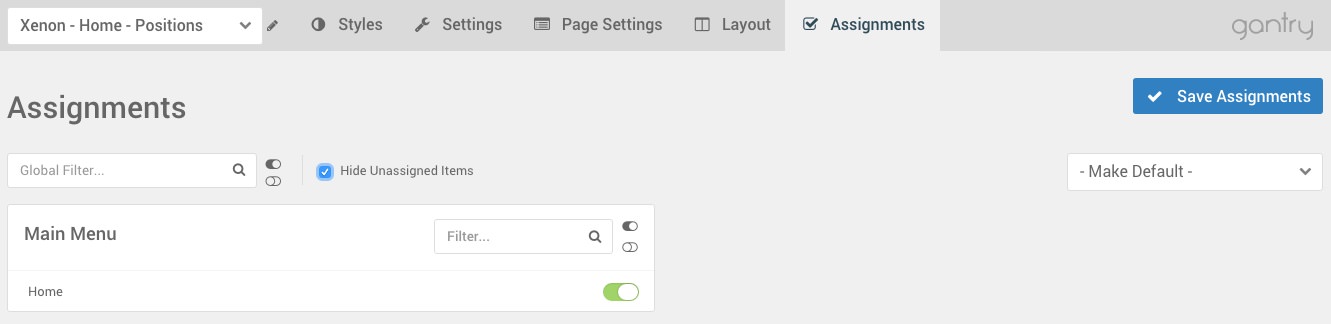 Xenon - Home - Positions Styles Settings Page Settings Layout Assignments gantry
Assignments Save Assignments
Global Filter... Hide Unassigned Items - Make Default -
Main Menu Filter...
Home